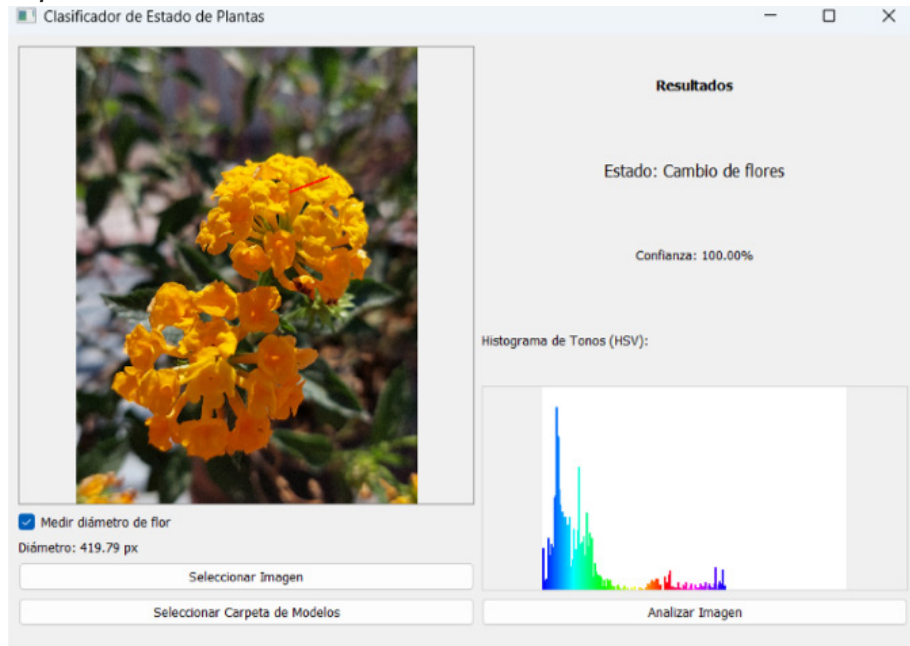 Clasificador de Estado de Plantas
Resultados
Estado: Cambio de flores
Confianza: 100.00%
Histograma de Tonos (HSV):
Medir diámetro de flor
Diámetro: 419.79 px
Seleccionar Imagen
Seleccionar Carpeta de Modelos
Analizar Imagen